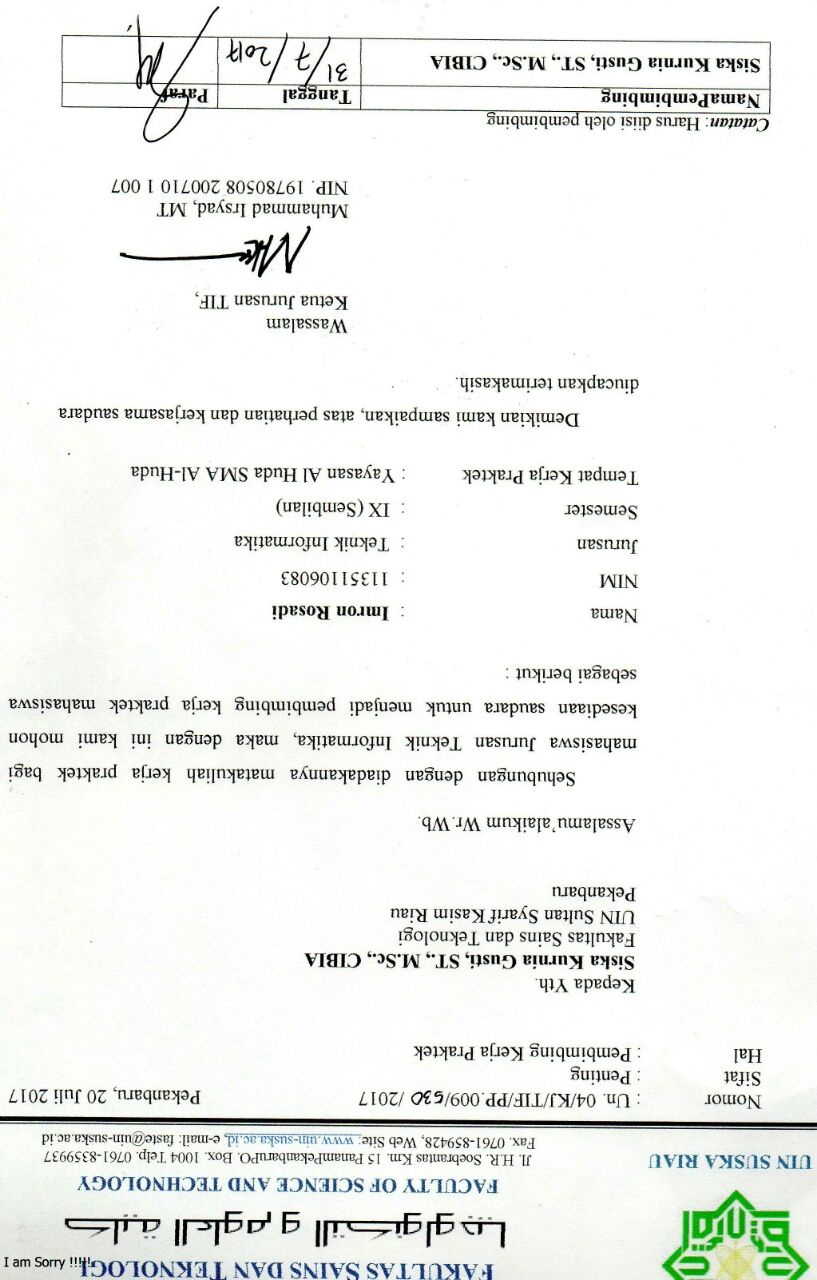 FAKULTAS SAINS DAN TEKNOLOGI
كلية العلوم و التكنولوجيا
FACULTY OF SCIENCE AND TECHNOLOGY
UIN SUSKA RIAU
Jl. H.R. Soebrantas Km. 15 PanamPekanbaruPO. Box. 1004 Telp. 0761-8359937
Fax. 0761-859428, Web Site: www.uin-suska.ac.id, e-mail: faste@uin-suska.ac.id
Nomor : Un. 04/KJ/TIF/PP.009/530 /2017 Pekanbaru, 20 Juli 2017
Sifat : Penting
Hal : Pembimbing Kerja Praktek
Kepada Yth.
Siska Kurnia Gusti, ST., M.Sc., CIBIA
Fakultas Sains dan Teknologi
UIN Sultan Syarif Kasim Riau
Pekanbaru
Assalamu'alaikum Wr.Wb.
Sehubungan dengan diadakannya matakuliah kerja praktek bagi
mahasiswa Jurusan Teknik Informatika, maka dengan ini kami mohon
kesediaan saudara untuk menjadi pembimbing kerja praktek mahasiswa
sebagai berikut :
Nama : Imron Rosadi
NIM : 11351106083
Jurusan : Teknik Informatika
Semester : IX (Sembilan)
Tempat Kerja Praktek : Yayasan Al Huda SMA Al-Huda
Demikian kami sampaikan, atas perhatian dan kerjasama saudara
diucapkan terimakasih.
Wassalam
Ketua Jurusan TIF,
Muhammad Irsyad, MT
NIP. 19780508 200710 1 007
Catatan: Harus diisi oleh pembimbing
NamaPembimbing Tanggal Paraf
Siska Kurnia Gusti, ST., M.Sc., CIBIA 31/7/2017
I am Sorry !!!!!